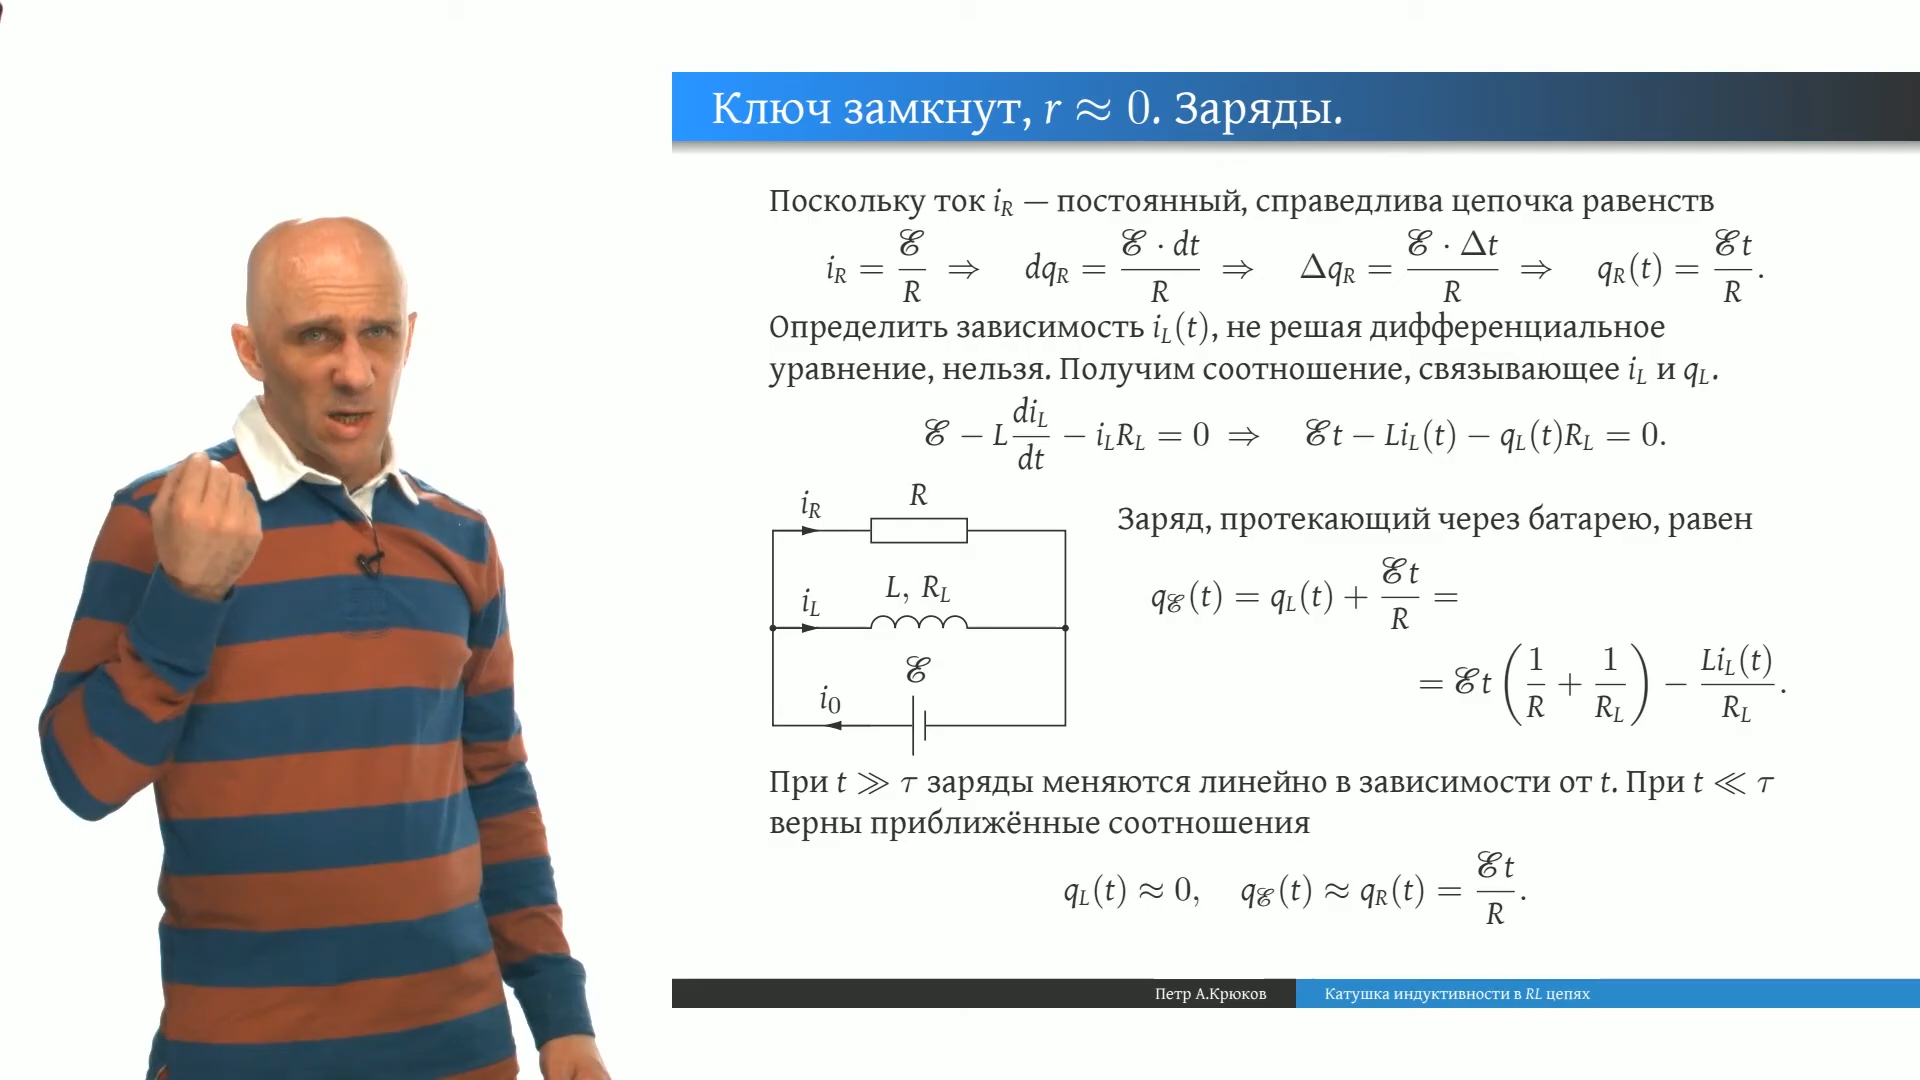 Ключ замкнут, r ≈ 0. Заряды.
Поскольку ток i_R — постоянный, справедлива цепочка равенств
i_R = ℰ/R ⇒ dq_R = ℰ · dt/R ⇒ Δq_R = ℰ · Δt/R ⇒ q_R(t) = ℰt/R.
Определить зависимость i_L(t), не решая дифференциальное
уравнение, нельзя. Получим соотношение, связывающее i_L и q_L.
ℰ − L di_L/dt − i_L R_L = 0 ⇒ ℰt − Li_L(t) − q_L(t)R_L = 0.
i_R R
i_L L, R_L
i_0 ℰ
Заряд, протекающий через батарею, равен
q_ℰ(t) = q_L(t) + ℰt/R =
= ℰt (1/R + 1/R_L) − Li_L(t)/R_L.
При t ≫ τ заряды меняются линейно в зависимости от t. При t ≪ τ
верны приближённые соотношения
q_L(t) ≈ 0, q_ℰ(t) ≈ q_R(t) = ℰt/R.
Петр А.Крюков
Катушка индуктивности в RL цепях